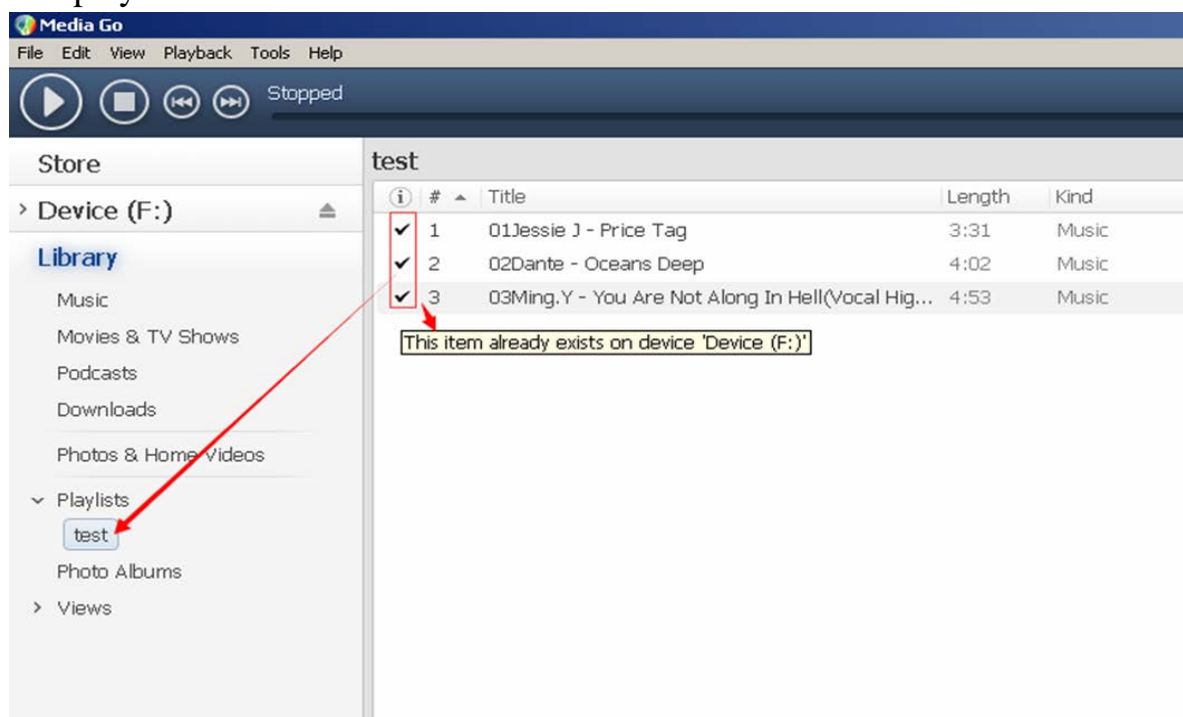 Media Go
File Edit View Playback Tools Help
Stopped
Store
Device (F:)
Library
Music
Movies & TV Shows
Podcasts
Downloads
Photos & Home Videos
Playlists
test
Photo Albums
Views
test
# Title Length Kind
1 01Jessie J - Price Tag 3:31 Music
2 02Dante - Oceans Deep 4:02 Music
3 03Ming.Y - You Are Not Along In Hell(Vocal Hig... 4:53 Music
This item already exists on device 'Device (F:)'